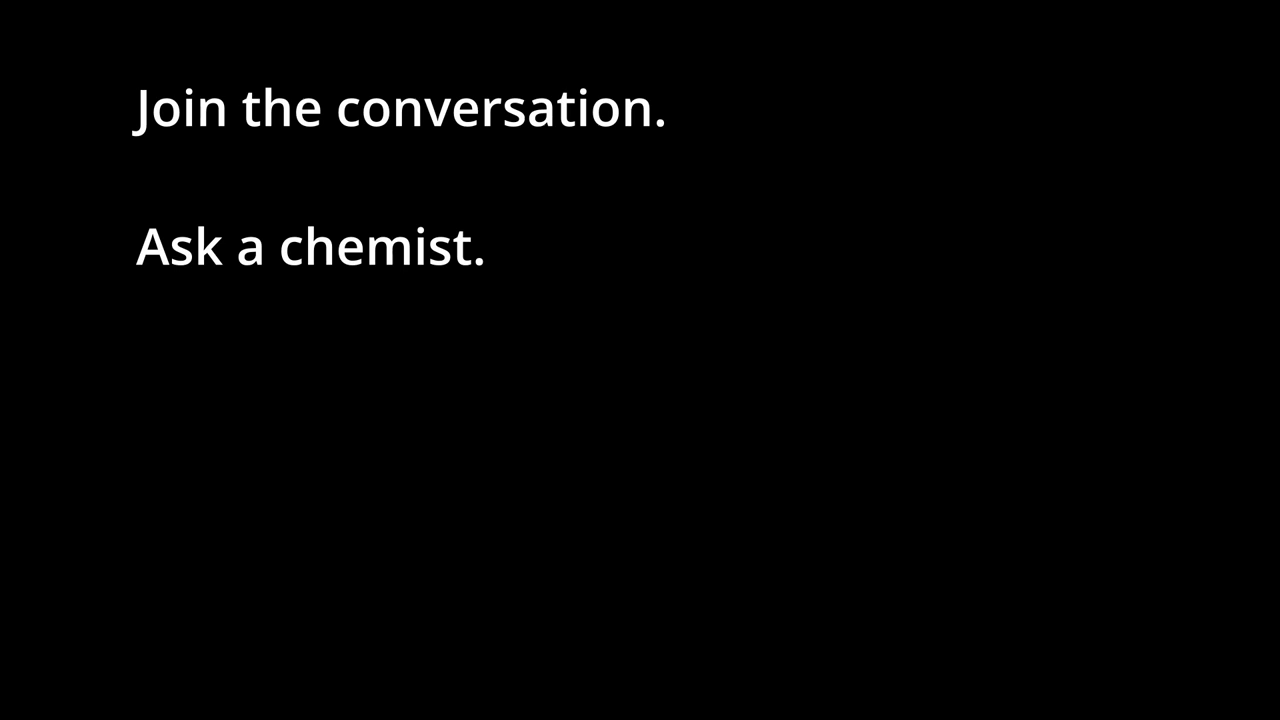 Join the conversation.
Ask a chemist.